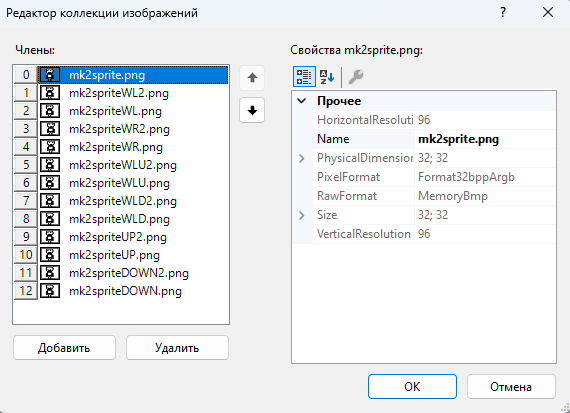 Редактор коллекции изображений
Члены:
0 mk2sprite.png
1 mk2spriteWL2.png
2 mk2spriteWL.png
3 mk2spriteWR2.png
4 mk2spriteWR.png
5 mk2spriteWLU2.png
6 mk2spriteWLU.png
7 mk2spriteWLD2.png
8 mk2spriteWLD.png
9 mk2spriteUP2.png
10 mk2spriteUP.png
11 mk2spriteDOWN2.png
12 mk2spriteDOWN.png
Добавить
Удалить
Свойства mk2sprite.png:
Прочее
HorizontalResoluti 96
Name mk2sprite.png
PhysicalDimension 32; 32
PixelFormat Format32bppArgb
RawFormat MemoryBmp
Size 32; 32
VerticalResolution 96
ОК
Отмена